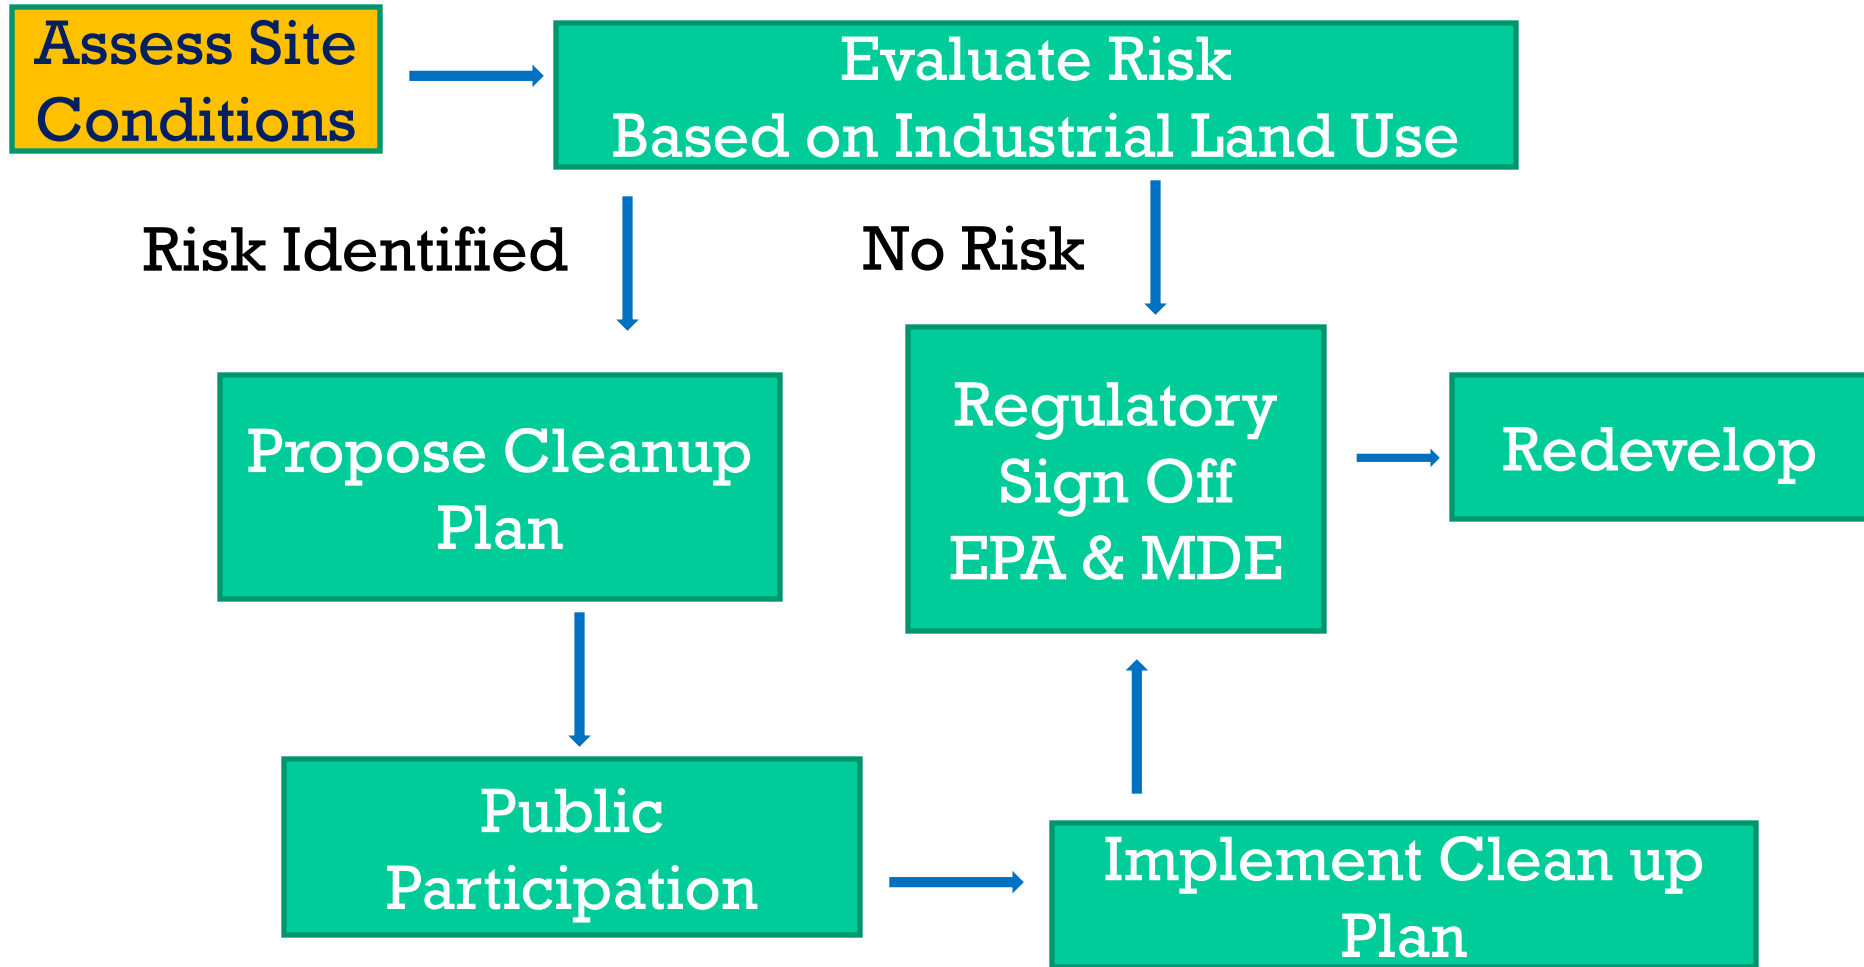 Assess Site
Conditions
Evaluate Risk
Based on Industrial Land Use
Risk Identified
No Risk
Propose Cleanup
Plan
Regulatory
Sign Off
EPA & MDE
Redevelop
Public
Participation
Implement Clean up
Plan